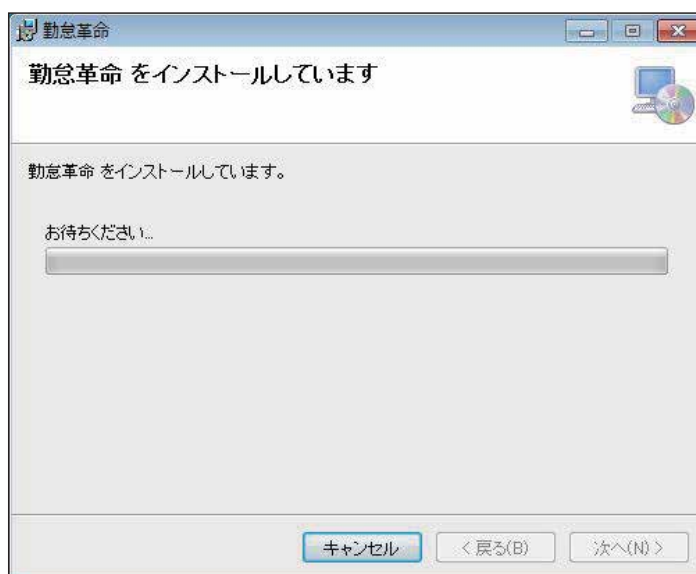 勤怠革命
勤怠革命 をインストールしています
勤怠革命 をインストールしています。
お待ちください...
キャンセル
< 戻る(B)
次へ(N) >